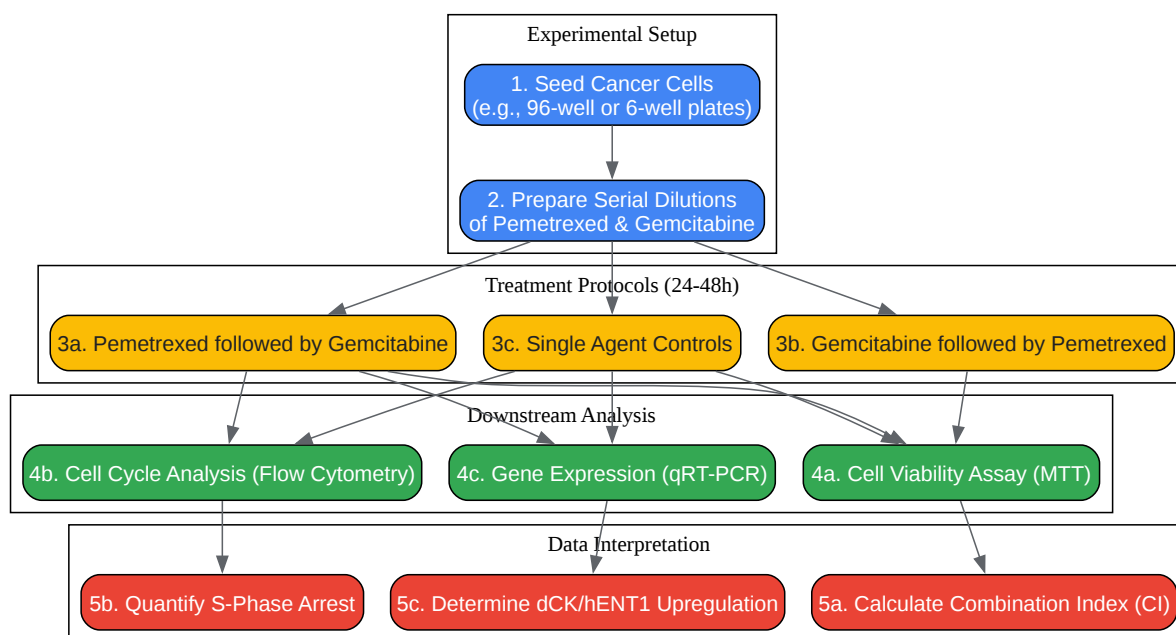 Experimental Setup
1. Seed Cancer Cells
(e.g., 96-well or 6-well plates)
2. Prepare Serial Dilutions
of Pemetrexed & Gemcitabine
Treatment Protocols (24-48h)
3a. Pemetrexed followed by Gemcitabine
3c. Single Agent Controls
3b. Gemcitabine followed by Pemetrexed
Downstream Analysis
4b. Cell Cycle Analysis (Flow Cytometry)
4c. Gene Expression (qRT-PCR)
4a. Cell Viability Assay (MTT)
Data Interpretation
5b. Quantify S-Phase Arrest
5c. Determine dCK/hENT1 Upregulation
5a. Calculate Combination Index (CI)